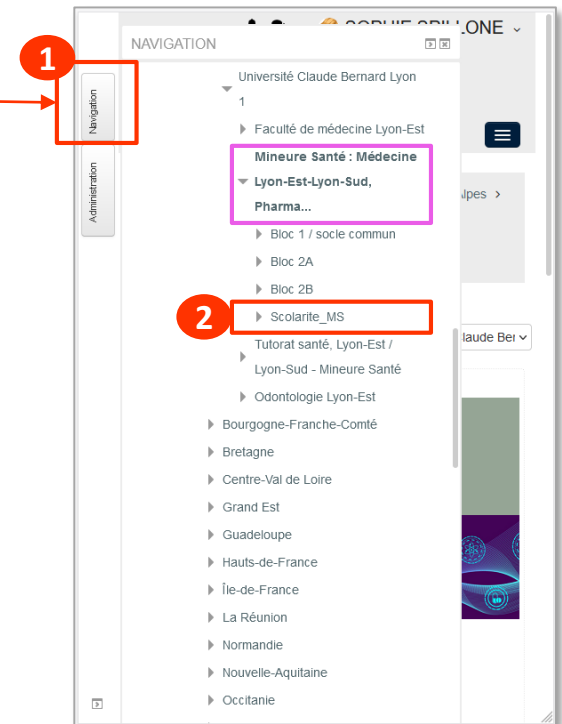 LONE
NAVIGATION
1
Navigation
Administration
Université Claude Bernard Lyon
1
Faculté de médecine Lyon-Est
Mineure Santé : Médecine
Lyon-Est-Lyon-Sud,
Pharma...
Alpes >
Bloc 1 / socle commun
Bloc 2A
Bloc 2B
2
Scolarite_MS
Tutorat santé, Lyon-Est /
Lyon-Sud - Mineure Santé
laude Ber
Odontologie Lyon-Est
Bourgogne-Franche-Comté
Bretagne
Centre-Val de Loire
Grand Est
Guadeloupe
Hauts-de-France
Île-de-France
La Réunion
Normandie
Nouvelle-Aquitaine
Occitanie